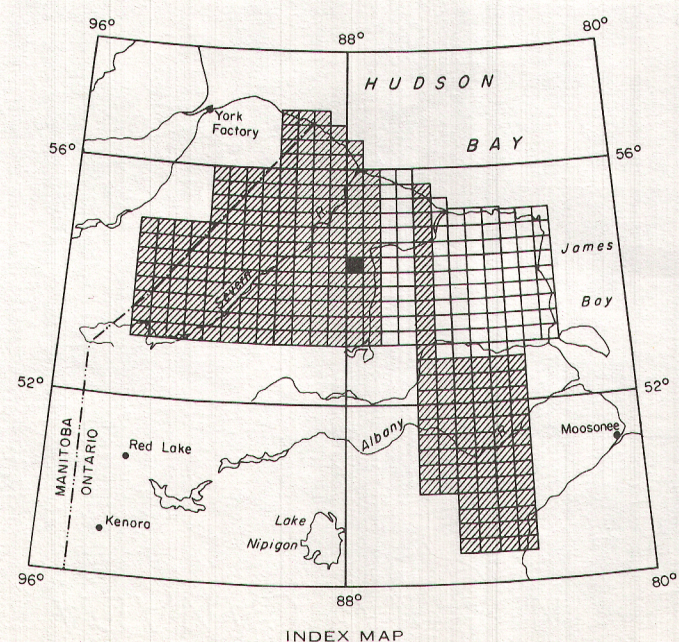 96°
88°
80°
HUDSON
BAY
York
Factory
56°
56°
James
Bay
Severn
R.
52°
52°
Albany
R.
Moosonee
MANITOBA
ONTARIO
Red Lake
Kenora
Lake
Nipigon
96°
88°
80°
INDEX MAP